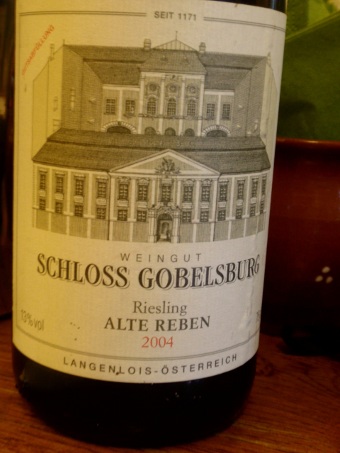 SEIT 1171
WEINGUT
SCHLOSS GOBELSBURG
Riesling
ALTE REBEN
13%vol
2004
LANGENLOIS-ÖSTERREICH